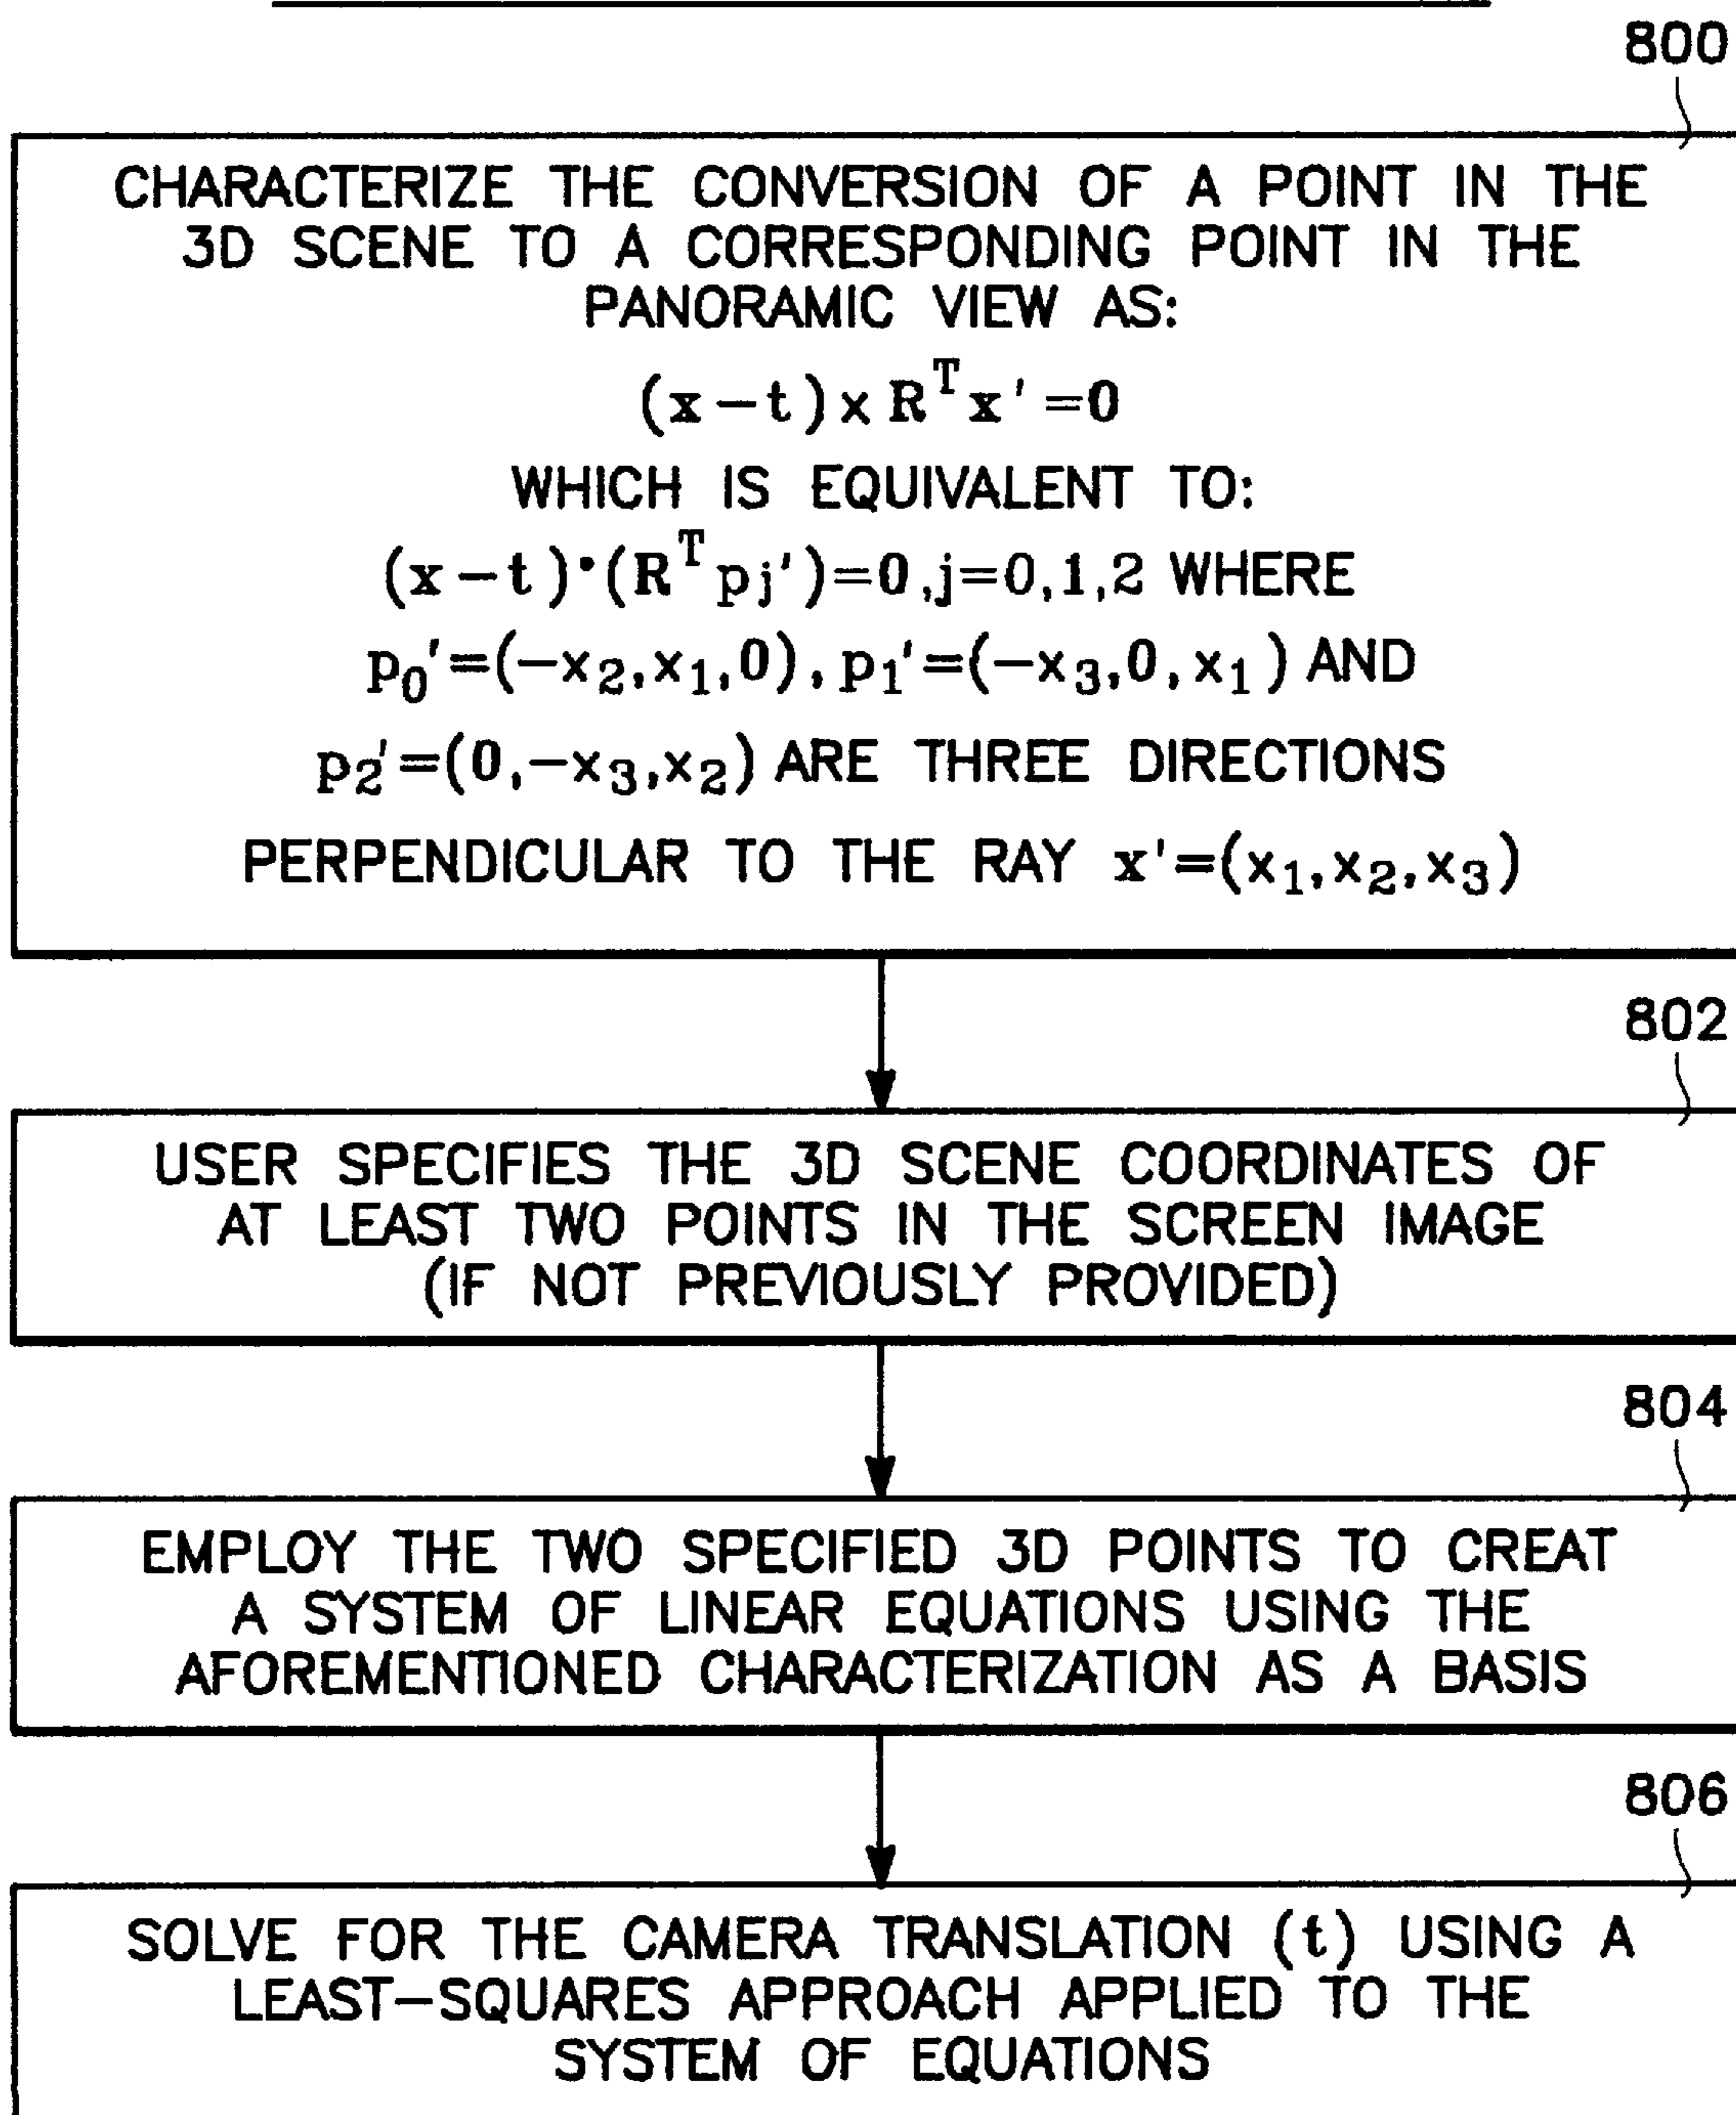 800
CHARACTERIZE THE CONVERSION OF A POINT IN THE
3D SCENE TO A CORRESPONDING POINT IN THE
PANORAMIC VIEW AS:
(x-t)×Rᵀx'=0
WHICH IS EQUIVALENT TO:
(x-t)•(Rᵀpj')=0,j=0,1,2 WHERE
p₀'=(-x₂,x₁,0), p₁'=(-x₃,0,x₁) AND
p₂'=(0,-x₃,x₂) ARE THREE DIRECTIONS
PERPENDICULAR TO THE RAY x'=(x₁,x₂,x₃)
802
USER SPECIFIES THE 3D SCENE COORDINATES OF
AT LEAST TWO POINTS IN THE SCREEN IMAGE
(IF NOT PREVIOUSLY PROVIDED)
804
EMPLOY THE TWO SPECIFIED 3D POINTS TO CREAT
A SYSTEM OF LINEAR EQUATIONS USING THE
AFOREMENTIONED CHARACTERIZATION AS A BASIS
806
SOLVE FOR THE CAMERA TRANSLATION (t) USING A
LEAST-SQUARES APPROACH APPLIED TO THE
SYSTEM OF EQUATIONS